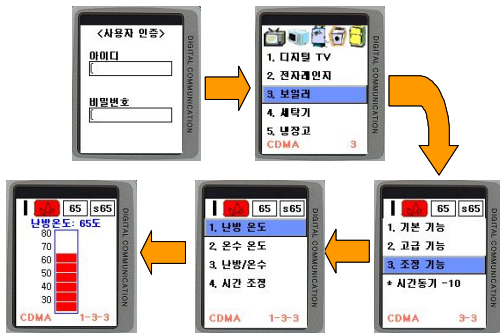 <사용자 인증>
아이디
비밀번호
DIGITAL COMMUNICATION
1. 디지털 TV
2. 전자레인지
3. 보일러
4. 세탁기
5. 냉장고
CDMA 3
DIGITAL COMMUNICATION
65 s65
난방온도: 65도
80
70
60
50
40
30
CDMA 1-3-3
DIGITAL COMMUNICATION
65 s65
1. 난방 온도
2. 온수 온도
3. 난방/온수
4. 시간 조정
CDMA 1-3-3
DIGITAL COMMUNICATION
65 s65
1. 기본 기능
2. 고급 기능
3. 조정 기능
* 시간동기 -10
CDMA 3-3
DIGITAL COMMUNICATION